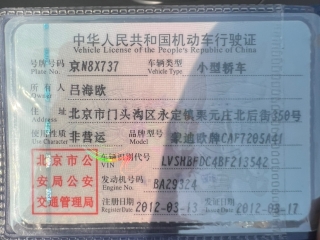 中华人民共和国机动车行驶证
Vehicle License of the People's Republic of China
号牌号码 京N8X737 车辆类型 小型轿车
Plate No. Vehicle Type
所有人 吕海欧
住址 北京市门头沟区永定镇栗元庄北后街350号
使用性质 非营运 品牌型号 蒙迪欧牌CAF7205A41
北京市公 车辆识别代号 LVSHBFDC4BF213542
VIN
安局公安 发动机号码 BA29324
Engine No.
交通管理局 注册日期 2012-03-13 发证日期 2012-03-17
Register Date Issue Date